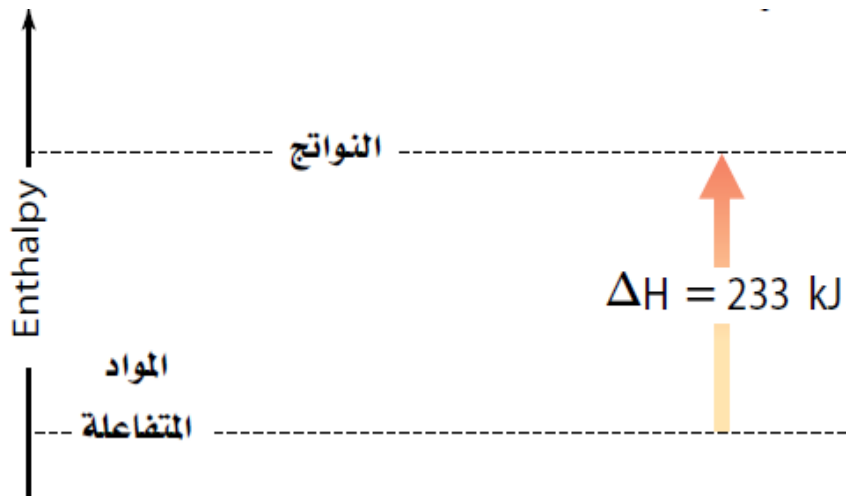 النواتج
Enthalpy
ΔH = 233 kJ
المواد
المتفاعلة